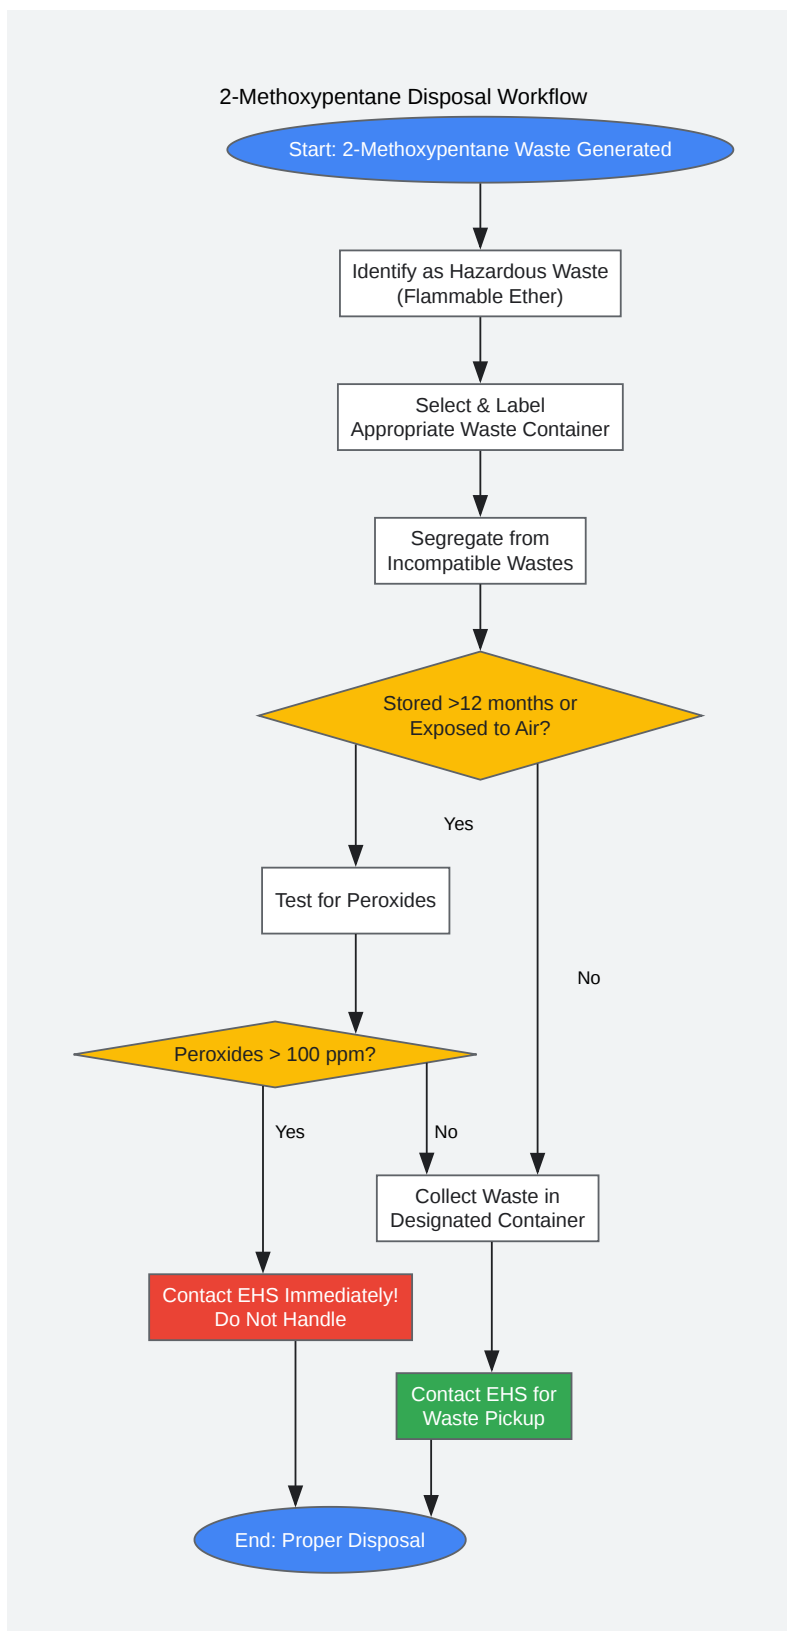 2-Methoxypentane Disposal Workflow
Start: 2-Methoxypentane Waste Generated
Identify as Hazardous Waste
(Flammable Ether)
Select & Label
Appropriate Waste Container
Segregate from
Incompatible Wastes
Stored >12 months or
Exposed to Air?
Yes
Test for Peroxides
No
Peroxides > 100 ppm?
Yes
No
Collect Waste in
Designated Container
Contact EHS Immediately!
Do Not Handle
Contact EHS for
Waste Pickup
End: Proper Disposal